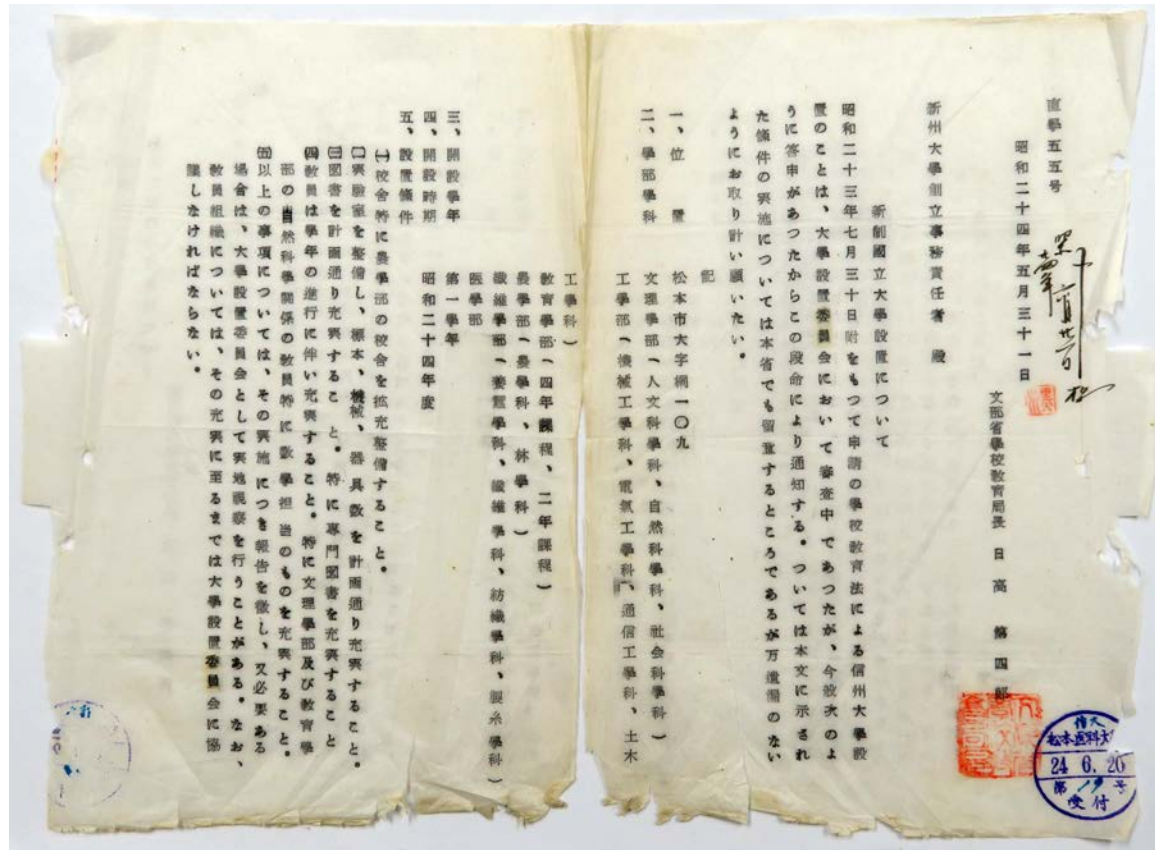 直學五五号
昭和二十四年五月三十一日
文部省學校教育局長　日　高　第　四　郎
新州大學創立事務責任者　殿
新制國立大學設置について
昭和二十三年七月三十日附をもつて申請の學校教育法による信州大學設
置のことは、大學設置委員会において審査中であつたが、今般次のよ
うに答申があつたからこの段命により通知する。ついては本文に示され
た條件の実施については本省でも留意するところであるが万遺漏のない
ようにお取り計い願いたい。
記
一、位　置　松本市大字桐一〇九
二、學部學科　文理學部（人文科學科、自然科學科、社会科學科）
工學部（機械工學科、電氣工學科、通信工學科、土木
工學科）
教育學部（四年課程、二年課程）
農學部（農學科、林學科）
繊維學部（養蚕學科、繊維學科、紡織學科、製糸學科）
医學部
三、開設學年　第一學年
四、開設時期　昭和二十四年度
五、設置條件
(一)校舎特に農學部の校舎を拡充整備すること。
(二)実驗室を整備し、標本、機械、器具数を計画通り充実すること。
(三)図書を計画通り充実すること。特に專門図書を充実すること
(四)教員は學年の進行に伴い充実すること。特に文理學部及び教育學
部の自然科學関係の教員特に数學担当のものを充実すること。
(五)以上の事項については、その実施につき報告を徴し、又必要ある
場合は、大學設置委員会として実地視察を行うことがある。なお、
教員組織については、その充実に至るまでは大學設置委員会に協
議しなければならない。
信大
松本医科大
24 6. 20
第 19 号
受付